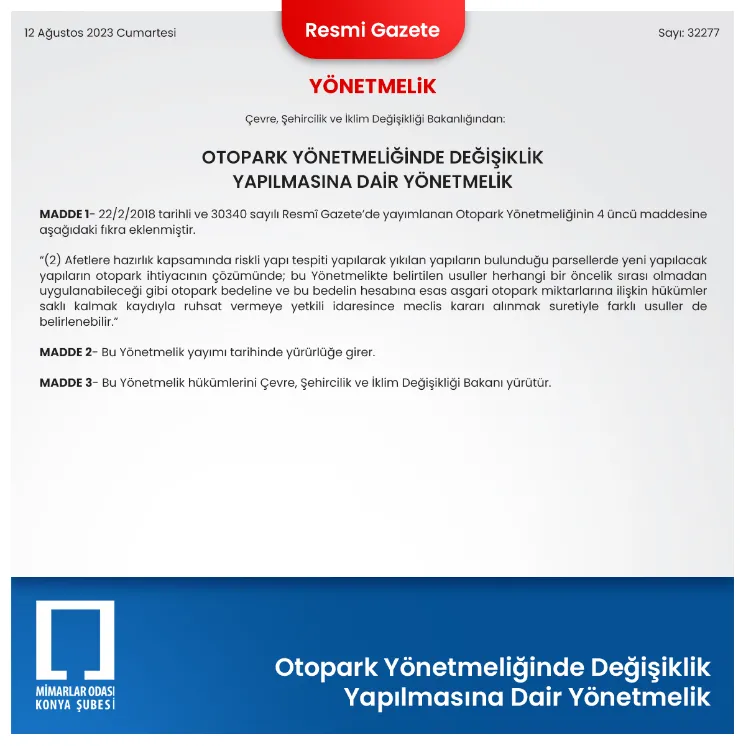 12 Ağustos 2023 Cumartesi
Resmi Gazete
Sayı: 32277
YÖNETMELiK
Çevre, Şehircilik ve İklim Değişikliği Bakanlığından:
OTOPARK YÖNETMELİĞİNDE DEĞİŞİKLİK
YAPILMASINA DAİR YÖNETMELİK
MADDE 1- 22/2/2018 tarihli ve 30340 sayılı Resmî Gazete’de yayımlanan Otopark Yönetmeliğinin 4 üncü maddesine
aşağıdaki fıkra eklenmiştir.
“(2) Afetlere hazırlık kapsamında riskli yapı tespiti yapılarak yıkılan yapıların bulunduğu parsellerde yeni yapılacak
yapıların otopark ihtiyacının çözümünde; bu Yönetmelikte belirtilen usuller herhangi bir öncelik sırası olmadan
uygulanabileceği gibi otopark bedeline ve bu bedelin hesabına esas asgari otopark miktarlarına ilişkin hükümler
saklı kalmak kaydıyla ruhsat vermeye yetkili idaresince meclis kararı alınmak suretiyle farklı usuller de
belirlenebilir.”
MADDE 2- Bu Yönetmelik yayımı tarihinde yürürlüğe girer.
MADDE 3- Bu Yönetmelik hükümlerini Çevre, Şehircilik ve İklim Değişikliği Bakanı yürütür.
MİMARLAR ODASI
KONYA ŞUBESİ
Otopark Yönetmeliğinde Değişiklik
Yapılmasına Dair Yönetmelik